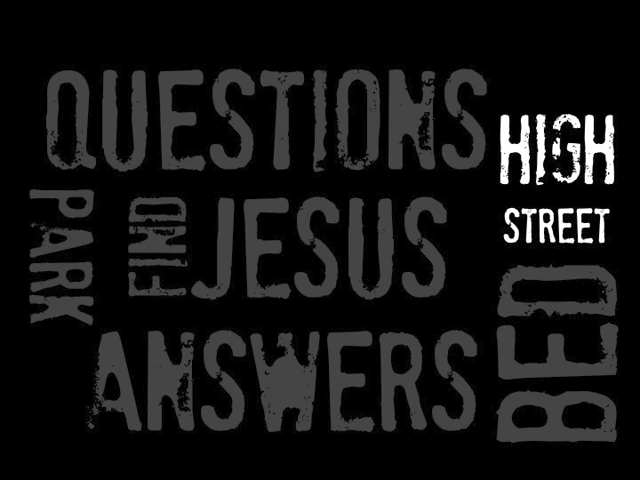 QUESTIONS
HIGH
STREET
PARK
FIND
JESUS
BED
ANSWERS